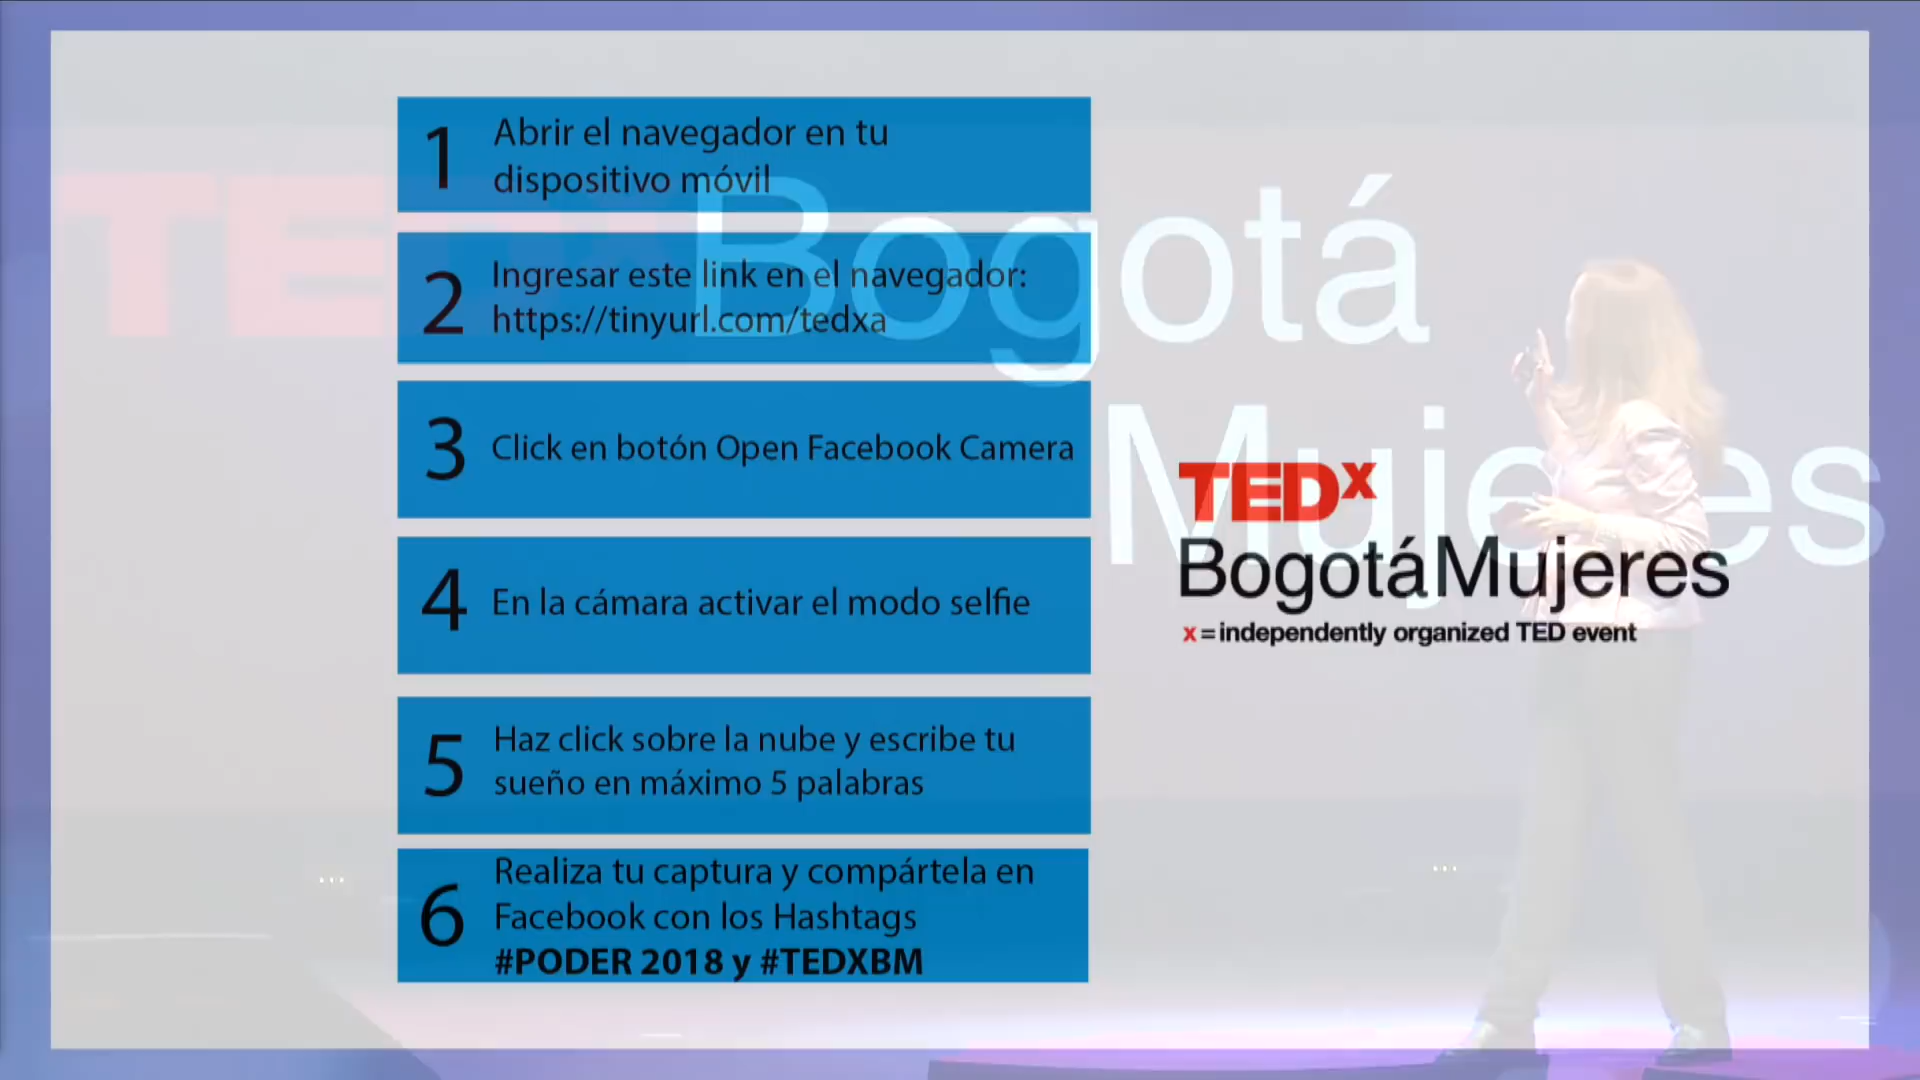 1
Abrir el navegador en tu
dispositivo móvil
2
Ingresar este link en el navegador:
https://tinyurl.com/tedxa
3
Click en botón Open Facebook Camera
4
En la cámara activar el modo selfie
5
Haz click sobre la nube y escribe tu
sueño en máximo 5 palabras
6
Realiza tu captura y compártela en
Facebook con los Hashtags
#PODER 2018 y #TEDXBM
TEDx
BogotáMujeres
x = independently organized TED event
TEDx Bogotá
Mujeres